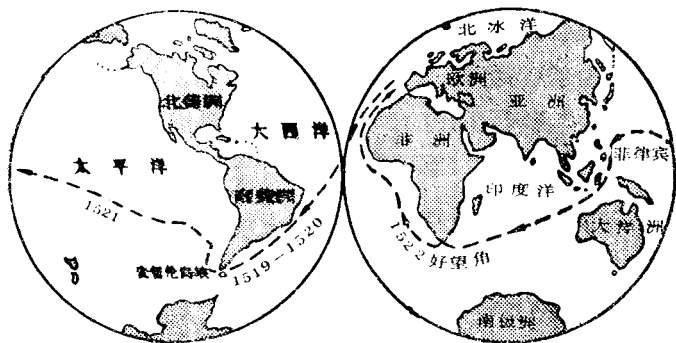 北美洲
大西洋
太平洋
南美洲
1521
1519—1520
麦哲伦海峡
北冰洋
欧洲
亚洲
非洲
菲律宾
印度洋
大洋洲
1522
好望角
南极洲